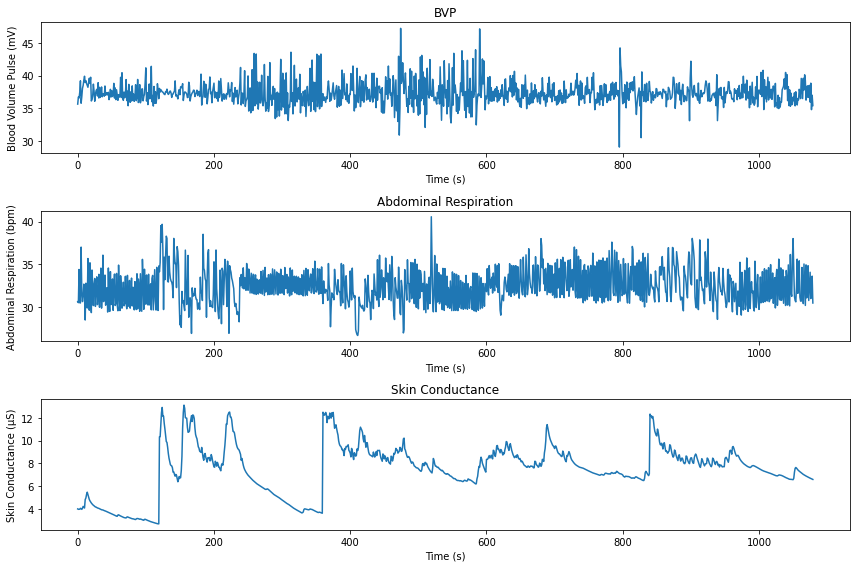 BVP
Blood Volume Pulse (mV)
45
40
35
30
0 200 400 600 800 1000
Time (s)
Abdominal Respiration
Abdominal Respiration (bpm)
40
35
30
0 200 400 600 800 1000
Time (s)
Skin Conductance
Skin Conductance (µS)
12
10
8
6
4
0 200 400 600 800 1000
Time (s)